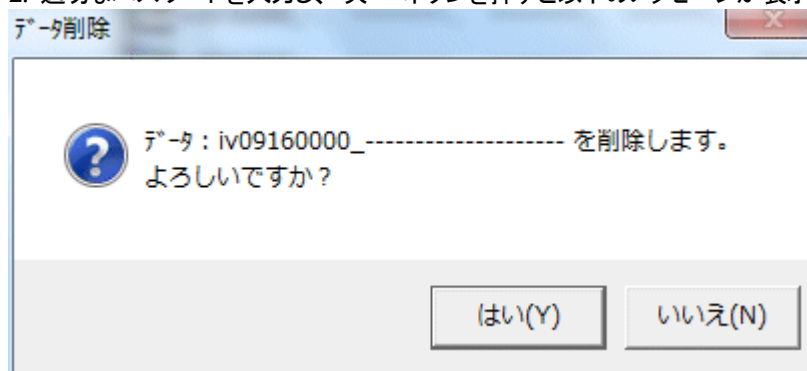 ﾃﾞｰﾀ削除
ﾃﾞｰﾀ：iv09160000_-------------------- を削除します。
よろしいですか？
はい(Y)
いいえ(N)